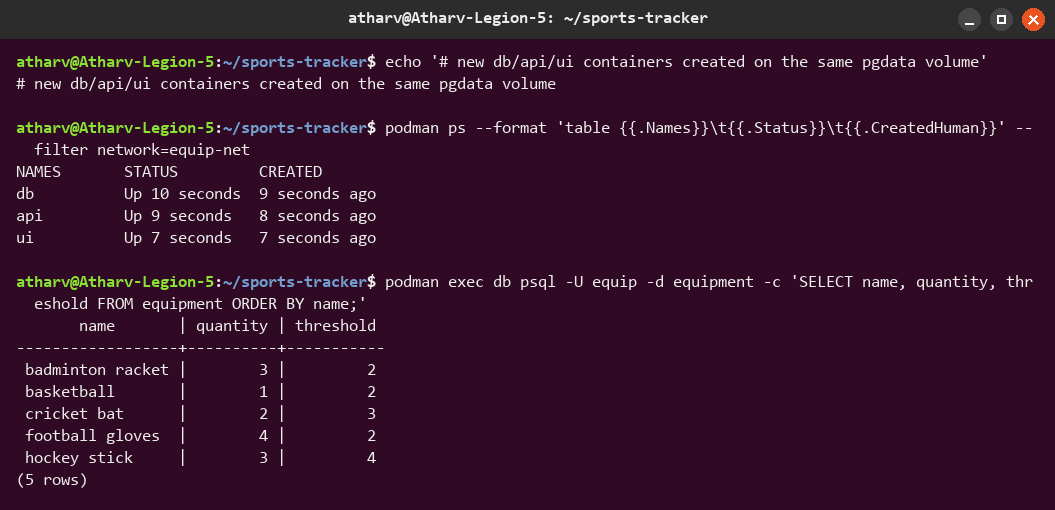 atharv@Atharv-Legion-5: ~/sports-tracker
atharv@Atharv-Legion-5:~/sports-tracker$ echo '# new db/api/ui containers created on the same pgdata volume'
# new db/api/ui containers created on the same pgdata volume
atharv@Atharv-Legion-5:~/sports-tracker$ podman ps --format 'table {{.Names}}\t{{.Status}}\t{{.CreatedHuman}}' --
filter network=equip-net
NAMES       STATUS         CREATED
db          Up 10 seconds  9 seconds ago
api         Up 9 seconds   8 seconds ago
ui          Up 7 seconds   7 seconds ago
atharv@Atharv-Legion-5:~/sports-tracker$ podman exec db psql -U equip -d equipment -c 'SELECT name, quantity, thr
eshold FROM equipment ORDER BY name;'
       name       | quantity | threshold
------------------+----------+-----------
 badminton racket |        3 |         2
 basketball       |        1 |         2
 cricket bat      |        2 |         3
 football gloves  |        4 |         2
 hockey stick     |        3 |         4
(5 rows)